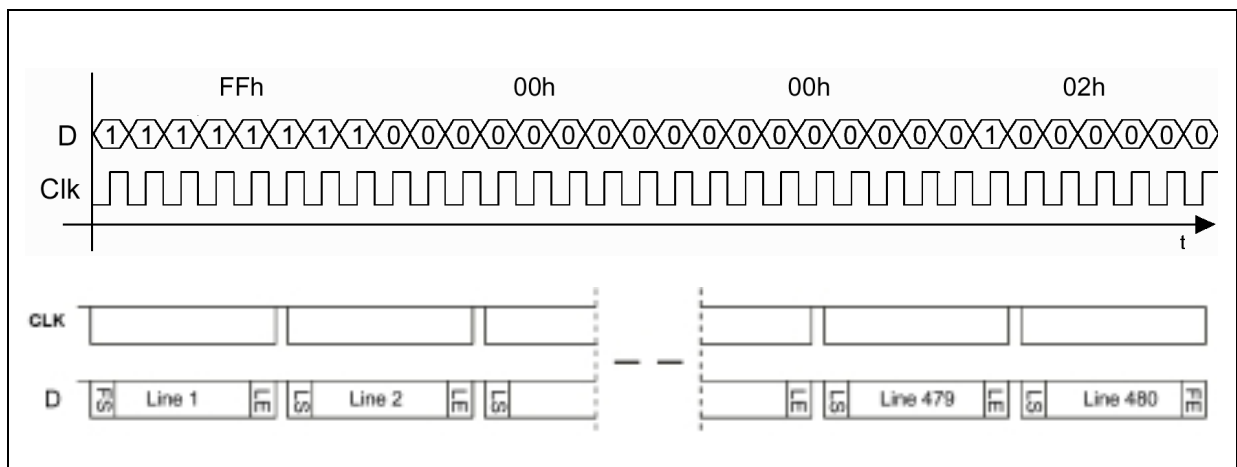 FFh 00h 00h 02h
D 1 1 1 1 1 1 1 1 0 0 0 0 0 0 0 0 0 0 0 0 0 0 0 0 0 1 0 0 0 0 0 0
Clk
t
CLK
D FS Line 1 LE LS Line 2 LE LS LE LS Line 479 LE LS Line 480 FE